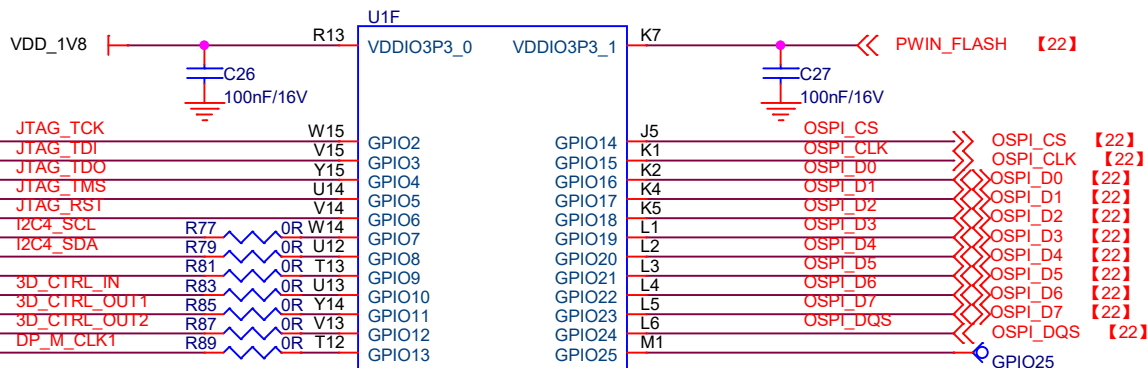 U1F
VDD_1V8 R13 VDDIO3P3_0 VDDIO3P3_1 K7 PWIN_FLASH 【22】
C26 C27
100nF/16V 100nF/16V
JTAG_TCK W15 GPIO2 GPIO14 J5 OSPI_CS OSPI_CS 【22】
JTAG_TDI V15 GPIO3 GPIO15 K1 OSPI_CLK OSPI_CLK 【22】
JTAG_TDO Y15 GPIO4 GPIO16 K2 OSPI_D0 OSPI_D0 【22】
JTAG_TMS U14 GPIO5 GPIO17 K4 OSPI_D1 OSPI_D1 【22】
JTAG_RST V14 GPIO6 GPIO18 K5 OSPI_D2 OSPI_D2 【22】
I2C4_SCL R77 0R W14 GPIO7 GPIO19 L1 OSPI_D3 OSPI_D3 【22】
I2C4_SDA R79 0R U12 GPIO8 GPIO20 L2 OSPI_D4 OSPI_D4 【22】
R81 0R T13 GPIO9 GPIO21 L3 OSPI_D5 OSPI_D5 【22】
3D_CTRL_IN R83 0R U13 GPIO10 GPIO22 L4 OSPI_D6 OSPI_D6 【22】
3D_CTRL_OUT1 R85 0R Y14 GPIO11 GPIO23 L5 OSPI_D7 OSPI_D7 【22】
3D_CTRL_OUT2 R87 0R V13 GPIO12 GPIO24 L6 OSPI_DQS OSPI_DQS 【22】
DP_M_CLK1 R89 0R T12 GPIO13 GPIO25 M1 GPIO25